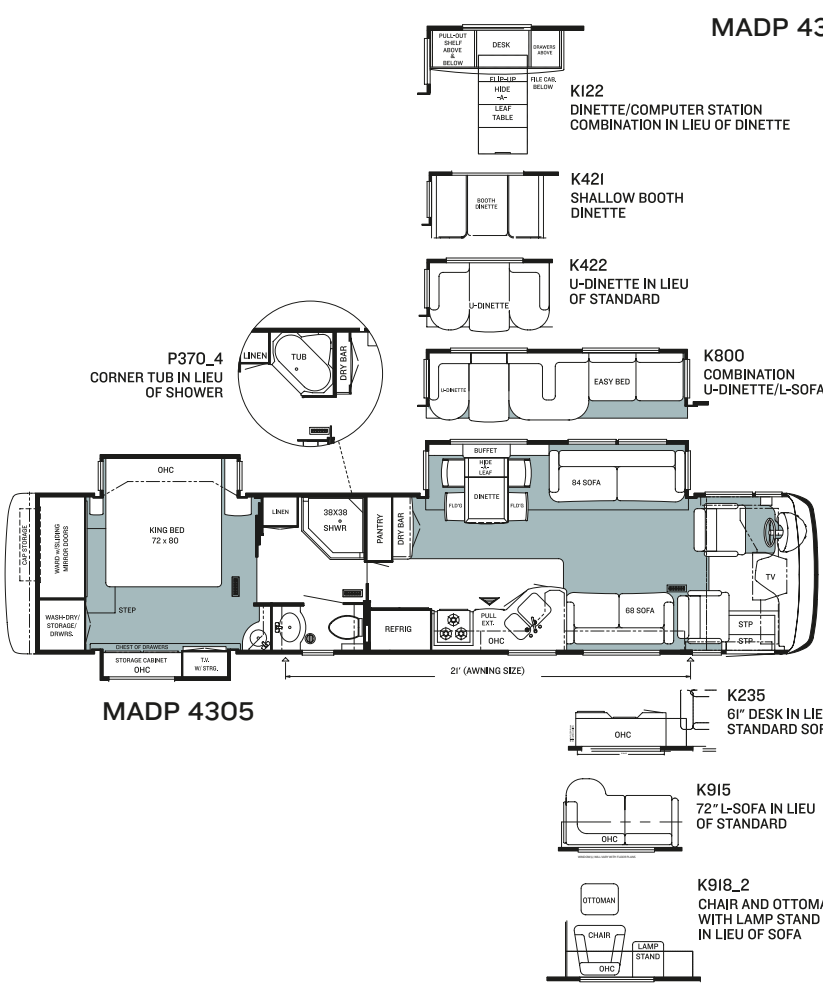 MADP 43
PULL-OUT
SHELF
ABOVE
&
BELOW
DESK
DRAWERS
ABOVE
FLIP-UP
HIDE
-A-
LEAF
TABLE
FILE CAB.
BELOW
K122
DINETTE/COMPUTER STATION
COMBINATION IN LIEU OF DINETTE
BOOTH
DINETTE
K421
SHALLOW BOOTH
DINETTE
U-DINETTE
K422
U-DINETTE IN LIEU
OF STANDARD
P370_4
CORNER TUB IN LIEU
OF SHOWER
LINEN
TUB
DRY BAR
U-DINETTE
EASY BED
K800
COMBINATION
U-DINETTE/L-SOFA
CAP STORAGE
WARD W/SLIDING
MIRROR DOORS
WASH-DRY/
STORAGE/
DRWRS.
OHC
KING BED
72 x 80
STEP
CHEST OF DRAWERS
STORAGE CABINET
OHC
T.V.
W/ STRG.
LINEN
38X38
SHWR
PANTRY
DRY BAR
BUFFET
HIDE
-A-
LEAF
DINETTE
FLD'G
FLD'G
84 SOFA
REFRIG
PULL
EXT.
OHC
68 SOFA
TV
STP
STP
21' (AWNING SIZE)
MADP 4305
OHC
K235
61" DESK IN LIE
STANDARD SOF
OHC
K915
72" L-SOFA IN LIEU
OF STANDARD
OTTOMAN
CHAIR
OHC
LAMP
STAND
K918_2
CHAIR AND OTTOMA
WITH LAMP STAND
IN LIEU OF SOFA